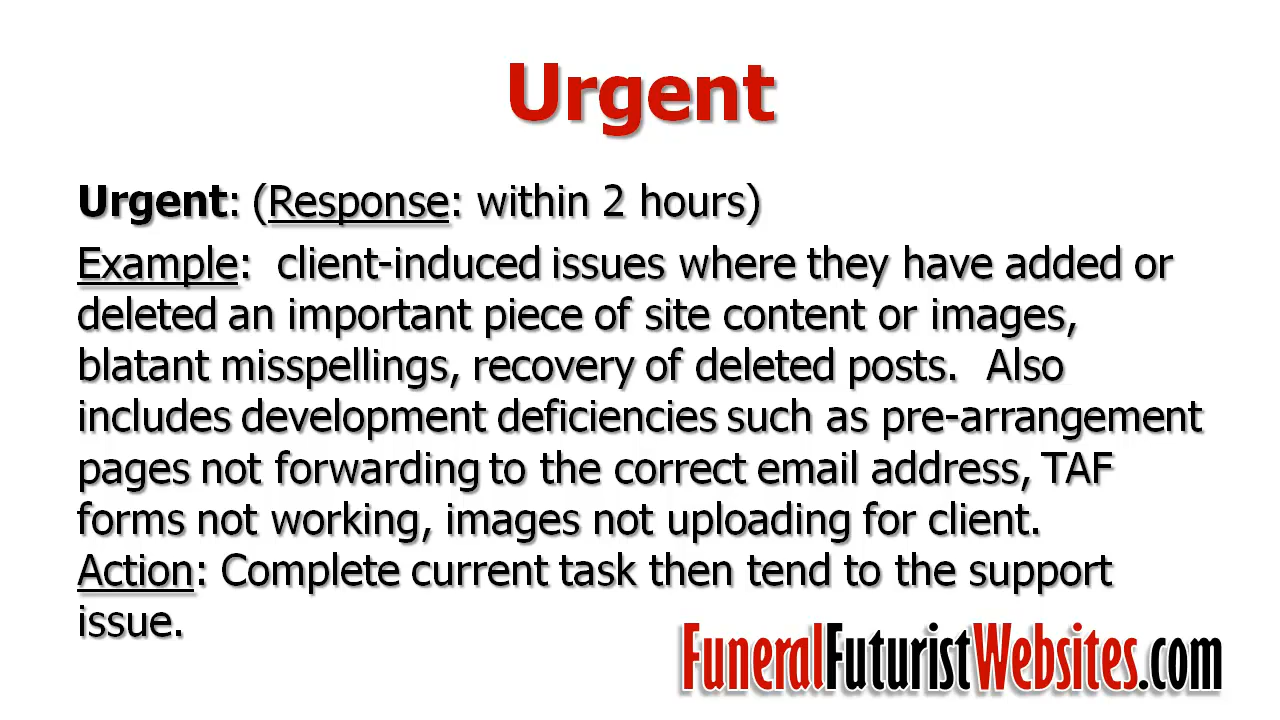 Urgent
Urgent: (Response: within 2 hours)
Example:  client-induced issues where they have added or
deleted an important piece of site content or images,
blatant misspellings, recovery of deleted posts.  Also
includes development deficiencies such as pre-arrangement
pages not forwarding to the correct email address, TAF
forms not working, images not uploading for client.
Action: Complete current task then tend to the support
issue.
FuneralFuturistWebsites.com